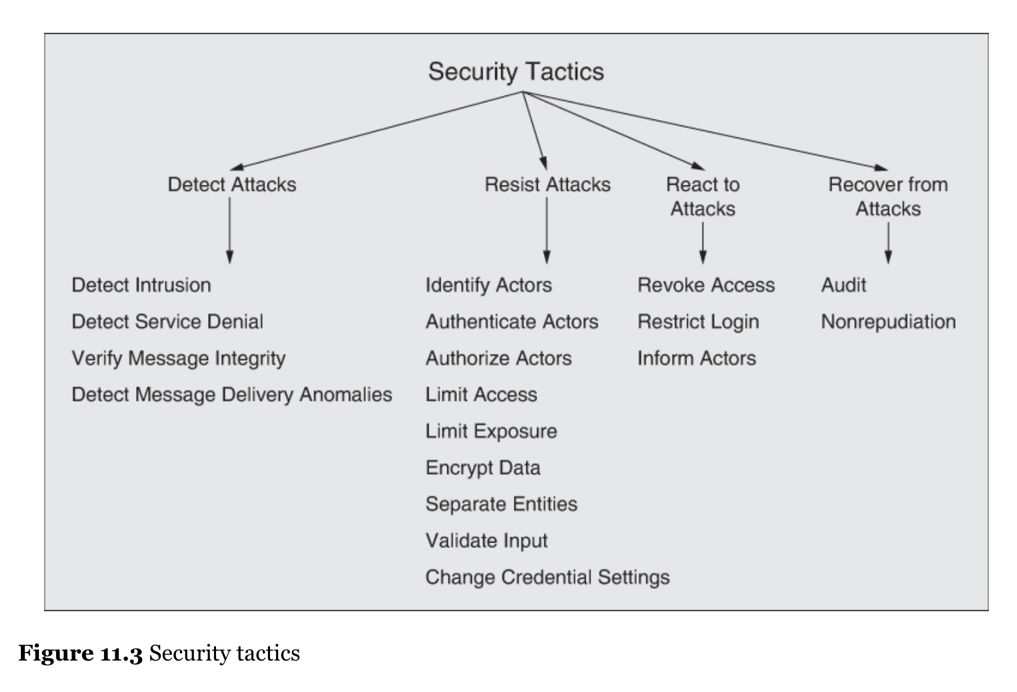 Security Tactics
Detect Attacks
Resist Attacks
React to
Attacks
Recover from
Attacks
Detect Intrusion
Detect Service Denial
Verify Message Integrity
Detect Message Delivery Anomalies
Identify Actors
Authenticate Actors
Authorize Actors
Limit Access
Limit Exposure
Encrypt Data
Separate Entities
Validate Input
Change Credential Settings
Revoke Access
Restrict Login
Inform Actors
Audit
Nonrepudiation
Figure 11.3 Security tactics